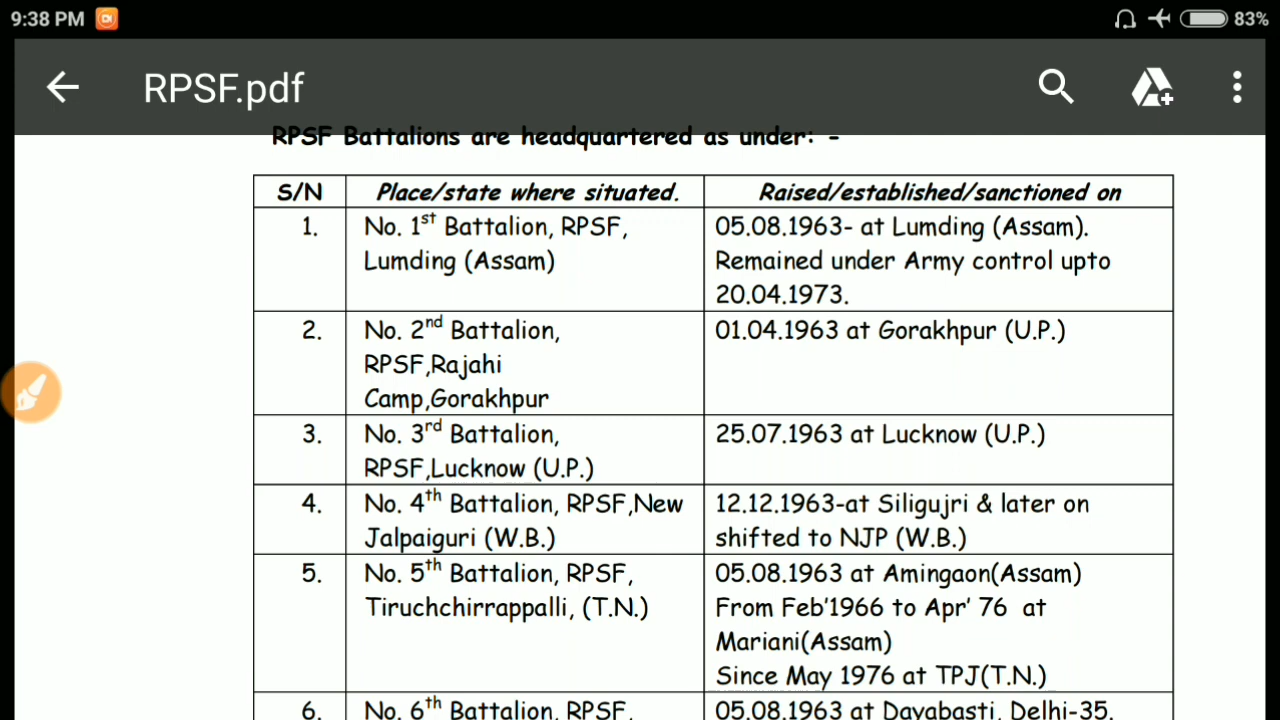 9:38 PM
83%
RPSF.pdf
RPSF Battalions are headquartered as under: -
S/N Place/state where situated. Raised/established/sanctioned on
1. No. 1st Battalion, RPSF, 05.08.1963- at Lumding (Assam).
Lumding (Assam) Remained under Army control upto
20.04.1973.
2. No. 2nd Battalion, 01.04.1963 at Gorakhpur (U.P.)
RPSF,Rajahi
Camp,Gorakhpur
3. No. 3rd Battalion, 25.07.1963 at Lucknow (U.P.)
RPSF,Lucknow (U.P.)
4. No. 4th Battalion, RPSF,New 12.12.1963-at Siligujri & later on
Jalpaiguri (W.B.) shifted to NJP (W.B.)
5. No. 5th Battalion, RPSF, 05.08.1963 at Amingaon(Assam)
Tiruchchirrappalli, (T.N.) From Feb'1966 to Apr' 76 at
Mariani(Assam)
Since May 1976 at TPJ(T.N.)
6. No. 6th Battalion, RPSF, 05.08.1963 at Dayabasti, Delhi-35.